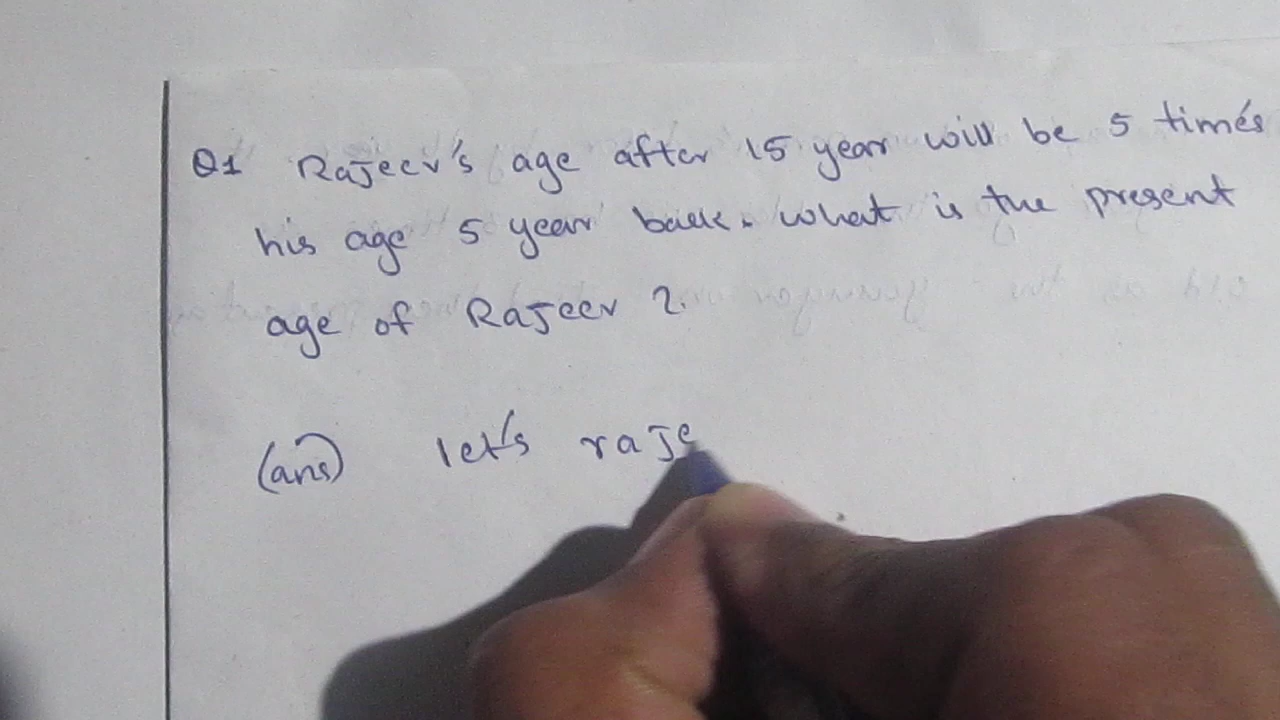 Q1 Rajeev's age after 15 year will be 5 times
his age 5 year back. what is the present
age of Rajeev ?.
(ans) let's raje